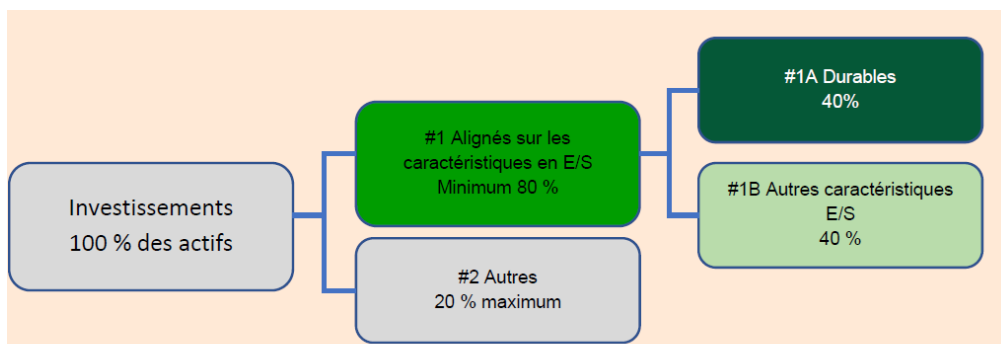 Investissements
100 % des actifs
#1 Alignés sur les
caractéristiques en E/S
Minimum 80 %
#2 Autres
20 % maximum
#1A Durables
40%
#1B Autres caractéristiques
E/S
40 %